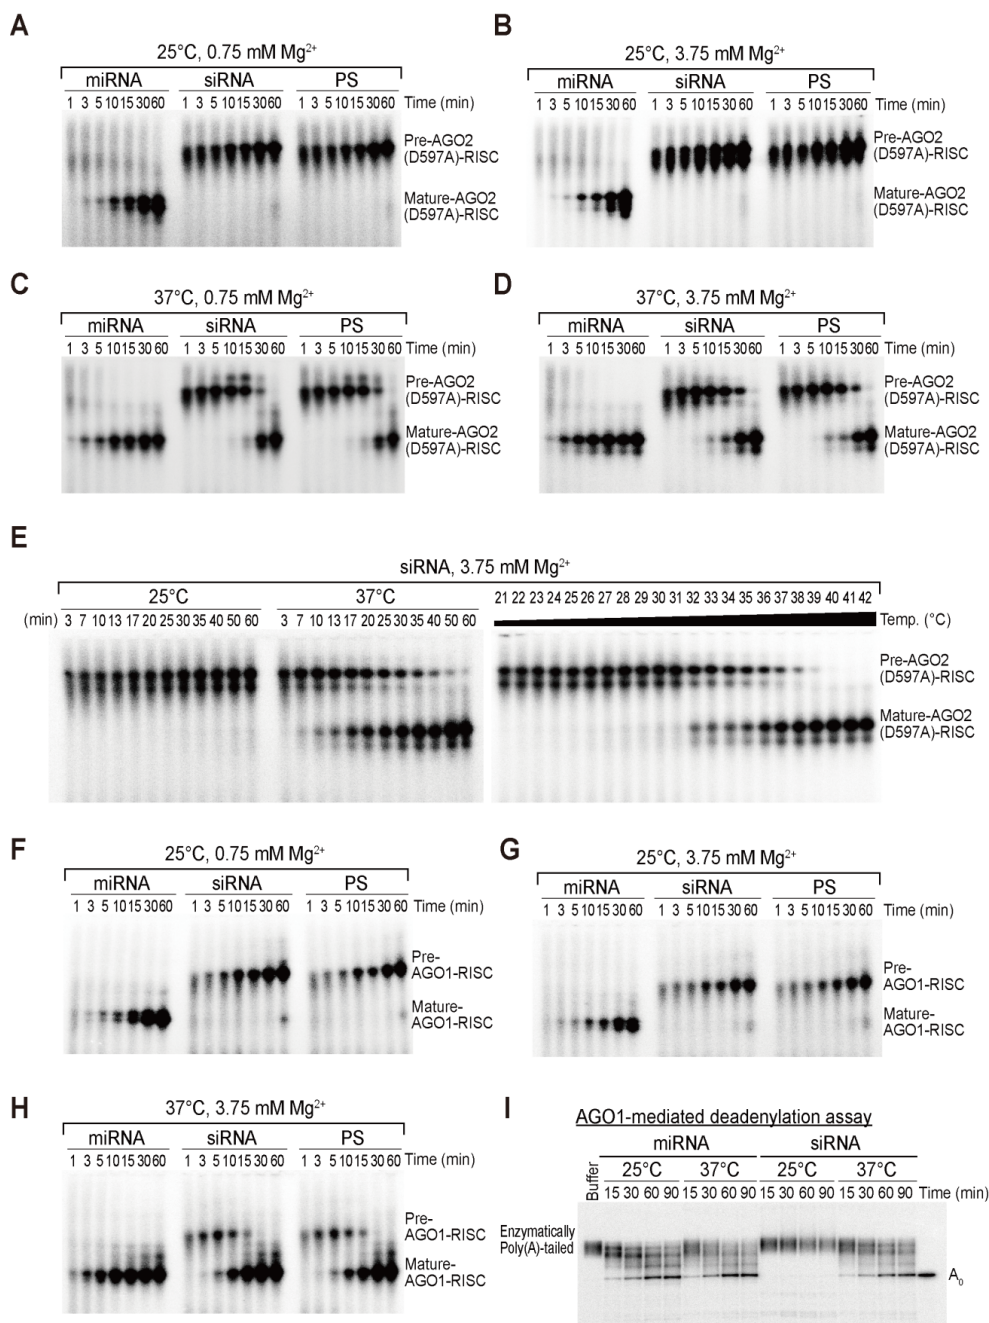 A
25°C, 0.75 mM Mg²⁺
miRNA siRNA PS
1 3 5 10 15 30 60 1 3 5 10 15 30 60 1 3 5 10 15 30 60 Time (min)
Pre-AGO2
(D597A)-RISC
Mature-AGO2
(D597A)-RISC
B
25°C, 3.75 mM Mg²⁺
miRNA siRNA PS
1 3 5 10 15 30 60 1 3 5 10 15 30 60 1 3 5 10 15 30 60 Time (min)
Pre-AGO2
(D597A)-RISC
Mature-AGO2
(D597A)-RISC
C
37°C, 0.75 mM Mg²⁺
miRNA siRNA PS
1 3 5 10 15 30 60 1 3 5 10 15 30 60 1 3 5 10 15 30 60 Time (min)
Pre-AGO2
(D597A)-RISC
Mature-AGO2
(D597A)-RISC
D
37°C, 3.75 mM Mg²⁺
miRNA siRNA PS
1 3 5 10 15 30 60 1 3 5 10 15 30 60 1 3 5 10 15 30 60 Time (min)
Pre-AGO2
(D597A)-RISC
Mature-AGO2
(D597A)-RISC
E
siRNA, 3.75 mM Mg²⁺
25°C 37°C 21 22 23 24 25 26 27 28 29 30 31 32 33 34 35 36 37 38 39 40 41 42
(min) 3 7 10 13 17 20 25 30 35 40 50 60 3 7 10 13 17 20 25 30 35 40 50 60 Temp. (°C)
Pre-AGO2
(D597A)-RISC
Mature-AGO2
(D597A)-RISC
F
25°C, 0.75 mM Mg²⁺
miRNA siRNA PS
1 3 5 10 15 30 60 1 3 5 10 15 30 60 1 3 5 10 15 30 60 Time (min)
Pre-
AGO1-RISC
Mature-
AGO1-RISC
G
25°C, 3.75 mM Mg²⁺
miRNA siRNA PS
1 3 5 10 15 30 60 1 3 5 10 15 30 60 1 3 5 10 15 30 60 Time (min)
Pre-
AGO1-RISC
Mature-
AGO1-RISC
H
37°C, 3.75 mM Mg²⁺
miRNA siRNA PS
1 3 5 10 15 30 60 1 3 5 10 15 30 60 1 3 5 10 15 30 60 Time (min)
Pre-
AGO1-RISC
Mature-
AGO1-RISC
I
AGO1-mediated deadenylation assay
miRNA siRNA
Buffer 25°C 37°C 25°C 37°C
15 30 60 90 15 30 60 90 15 30 60 90 15 30 60 90 Time (min)
Enzymatically
Poly(A)-tailed
A₀